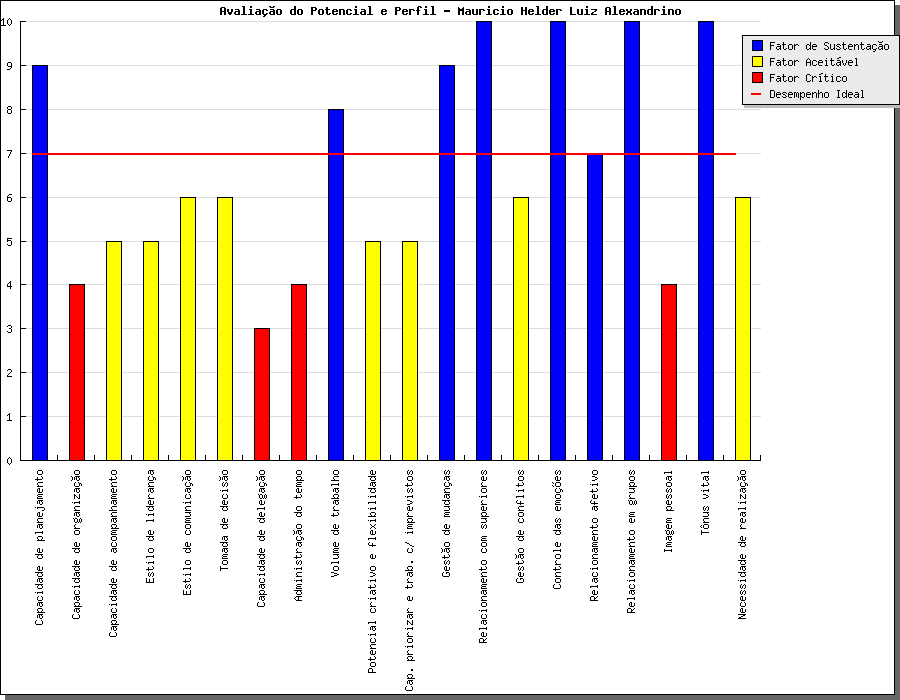 Avaliação do Potencial e Perfil - Mauricio Helder Luiz Alexandrino
Fator de Sustentação
Fator Aceitável
Fator Crítico
Desempenho Ideal
10
9
8
7
6
5
4
3
2
1
0
Capacidade de planejamento
Capacidade de organização
Capacidade de acompanhamento
Estilo de liderança
Estilo de comunicação
Tomada de decisão
Capacidade de delegação
Administração do tempo
Volume de trabalho
Potencial criativo e flexibilidade
Cap. priorizar e trab. c/ imprevistos
Gestão de mudanças
Relacionamento com superiores
Gestão de conflitos
Controle das emoções
Relacionamento afetivo
Relacionamento em grupos
Imagem pessoal
Tônus vital
Necessidade de realização